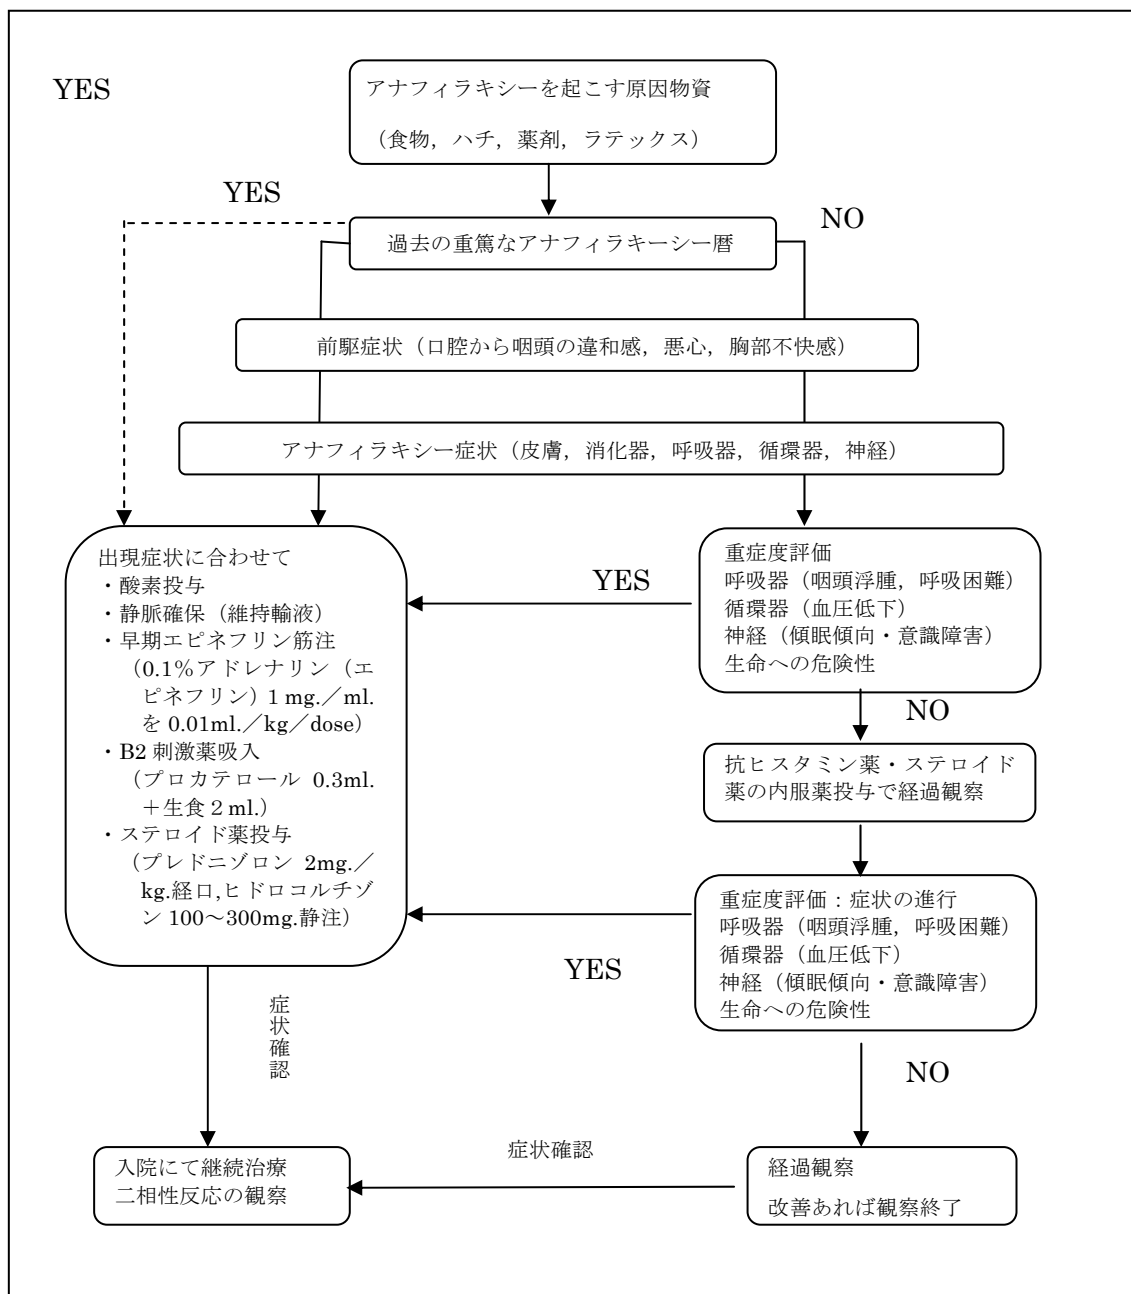 YES
アナフィラキシーを起こす原因物資
（食物，ハチ，薬剤，ラテックス）
YES
NO
過去の重篤なアナフィラキーシー暦
前駆症状（口腔から咽頭の違和感，悪心，胸部不快感）
アナフィラキシー症状（皮膚，消化器，呼吸器，循環器，神経）
出現症状に合わせて
・酸素投与
・静脈確保（維持輸液）
・早期エピネフリン筋注
（0.1％アドレナリン（エ
ピネフリン）1 mg.／ml.
を 0.01ml.／kg／dose）
・B2 刺激薬吸入
（プロカテロール 0.3ml.
＋生食 2 ml.）
・ステロイド薬投与
（プレドニゾロン 2mg.／
kg.経口,ヒドロコルチゾ
ン 100～300mg.静注）
YES
重症度評価
呼吸器（咽頭浮腫，呼吸困難）
循環器（血圧低下）
神経（傾眠傾向・意識障害）
生命への危険性
NO
抗ヒスタミン薬・ステロイド
薬の内服薬投与で経過観察
重症度評価：症状の進行
呼吸器（咽頭浮腫，呼吸困難）
循環器（血圧低下）
神経（傾眠傾向・意識障害）
生命への危険性
YES
症状確認
NO
症状確認
入院にて継続治療
二相性反応の観察
経過観察
改善あれば観察終了